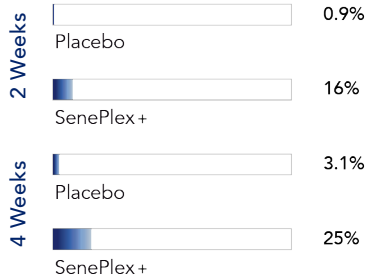 2 Weeks
0.9%
Placebo
16%
SenePlex+
4 Weeks
3.1%
Placebo
25%
SenePlex+